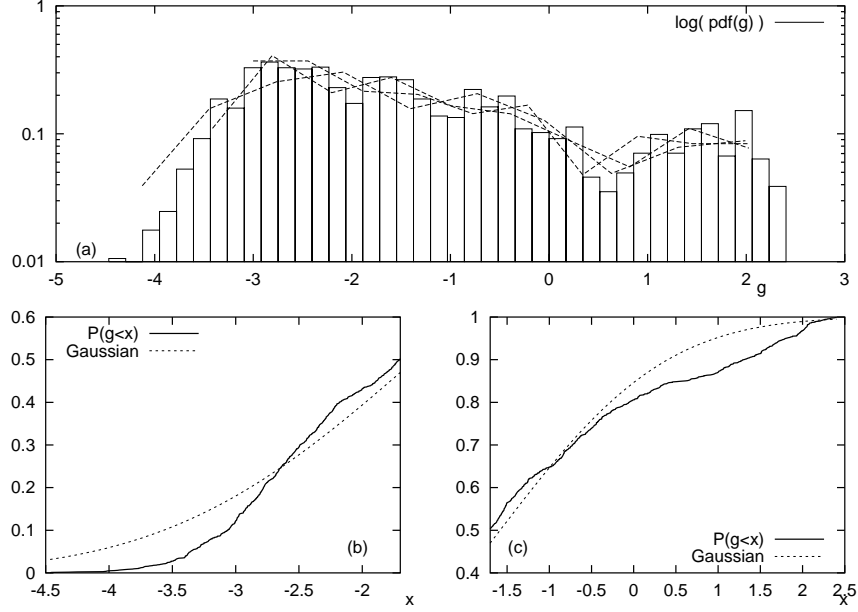 1
log( pdf(g) )
0.1
(a)
0.01
-5 -4 -3 -2 -1 0 1 2 3
g
0.6
P(g<x)
Gaussian
0.5
0.4
0.3
0.2
0.1
(b)
0
-4.5 -4 -3.5 -3 -2.5 -2
x
1
0.9
0.8
0.7
0.6
0.5
P(g<x)
(c)
Gaussian
0.4
-1.5 -1 -0.5 0 0.5 1 1.5 2 2.5
x